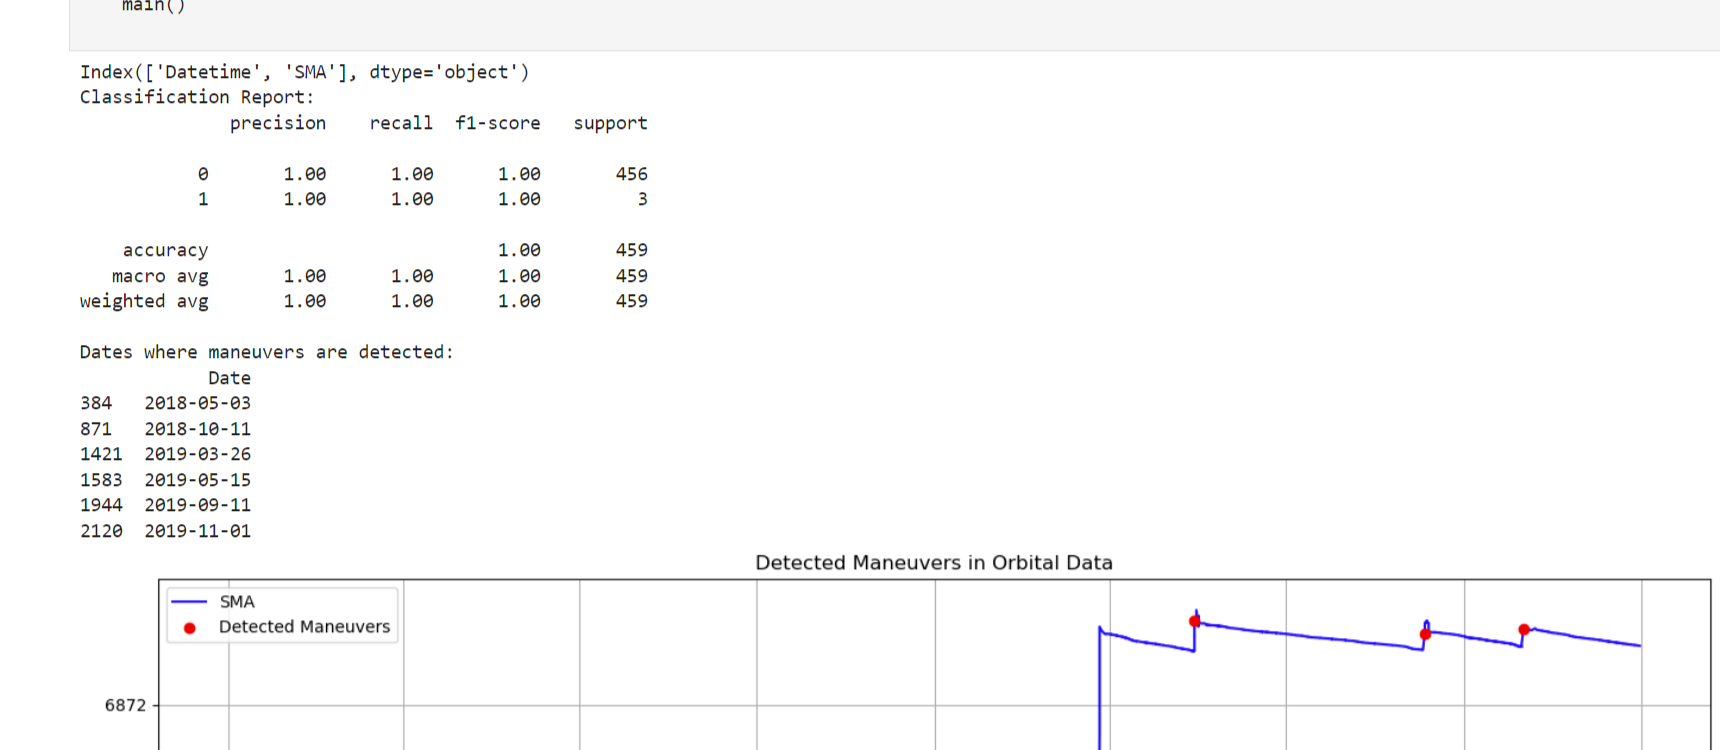 main()
Index(['Datetime', 'SMA'], dtype='object')
Classification Report:
precision recall f1-score support
0 1.00 1.00 1.00 456
1 1.00 1.00 1.00 3
accuracy 1.00 459
macro avg 1.00 1.00 1.00 459
weighted avg 1.00 1.00 1.00 459
Dates where maneuvers are detected:
Date
384 2018-05-03
871 2018-10-11
1421 2019-03-26
1583 2019-05-15
1944 2019-09-11
2120 2019-11-01
Detected Maneuvers in Orbital Data
SMA
Detected Maneuvers
6872